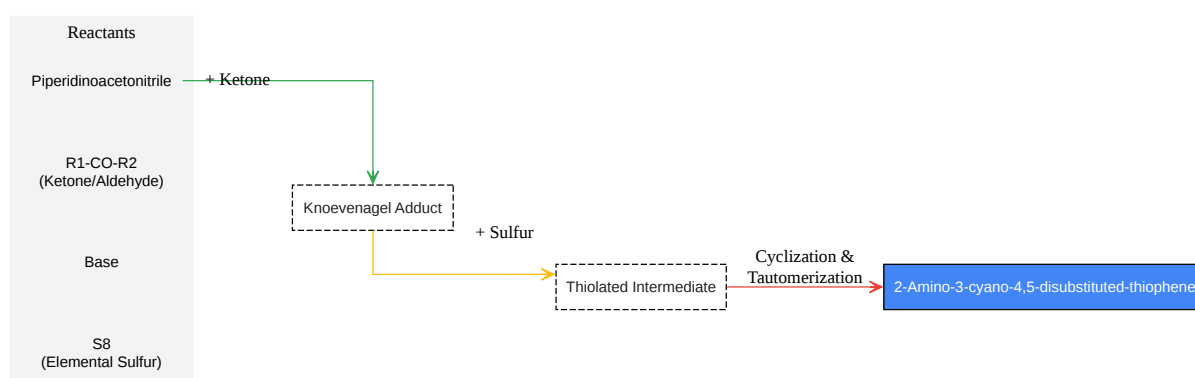 Reactants
Piperidinoacetonitrile
+ Ketone
R1-CO-R2
(Ketone/Aldehyde)
Knoevenagel Adduct
+ Sulfur
Base
Cyclization &
Tautomerization
Thiolated Intermediate
2-Amino-3-cyano-4,5-disubstituted-thiophene
S8
(Elemental Sulfur)